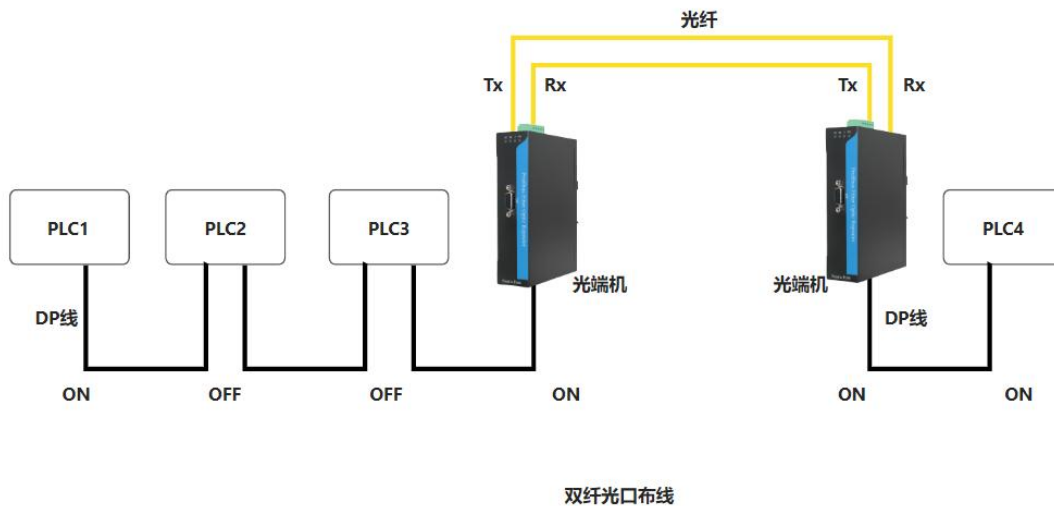 光纤
Tx Rx Tx Rx
PLC1 PLC2 PLC3 PLC4
光端机 光端机
DP线 DP线
ON OFF OFF ON ON ON
双纤光口布线